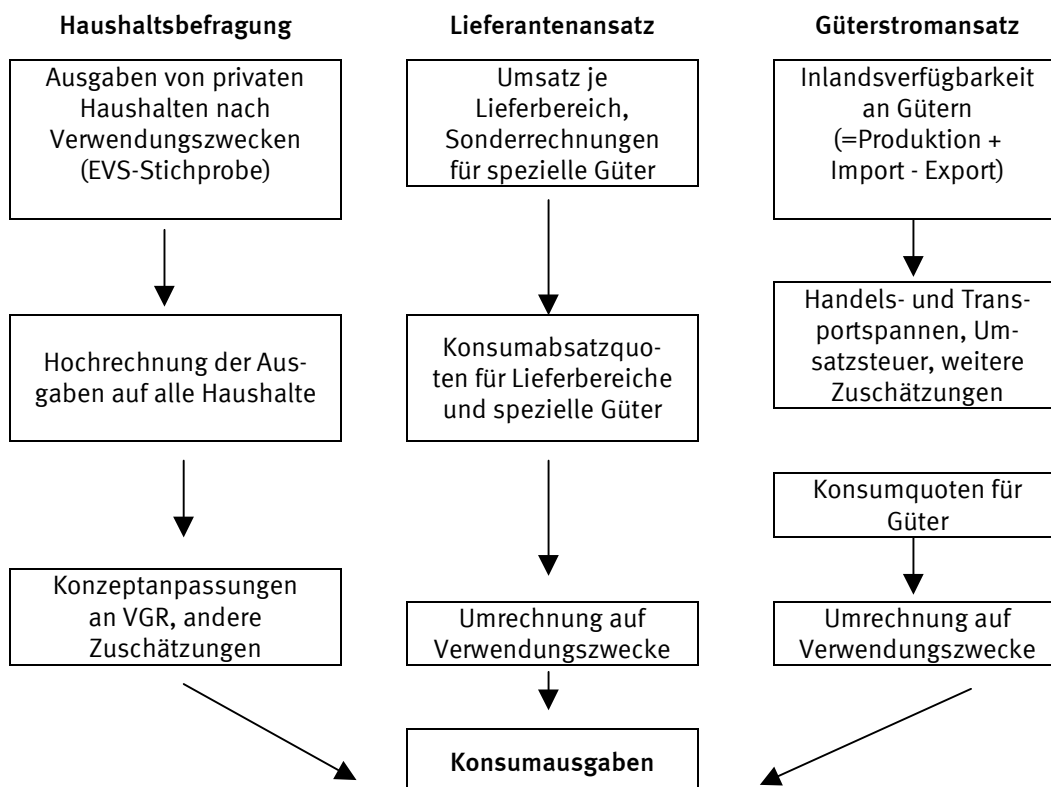 Haushaltsbefragung
Ausgaben von privaten
Haushalten nach
Verwendungszwecken
(EVS-Stichprobe)
Hochrechnung der Aus-
gaben auf alle Haushalte
Konzeptanpassungen
an VGR, andere
Zuschätzungen
Lieferantenansatz
Umsatz je
Lieferbereich,
Sonderrechnungen
für spezielle Güter
Konsumabsatzquo-
ten für Lieferbereiche
und spezielle Güter
Umrechnung auf
Verwendungszwecke
Güterstromansatz
Inlandsverfügbarkeit
an Gütern
(=Produktion +
Import - Export)
Handels- und Trans-
portspannen, Um-
satzsteuer, weitere
Zuschätzungen
Konsumquoten für
Güter
Umrechnung auf
Verwendungszwecke
Konsumausgaben